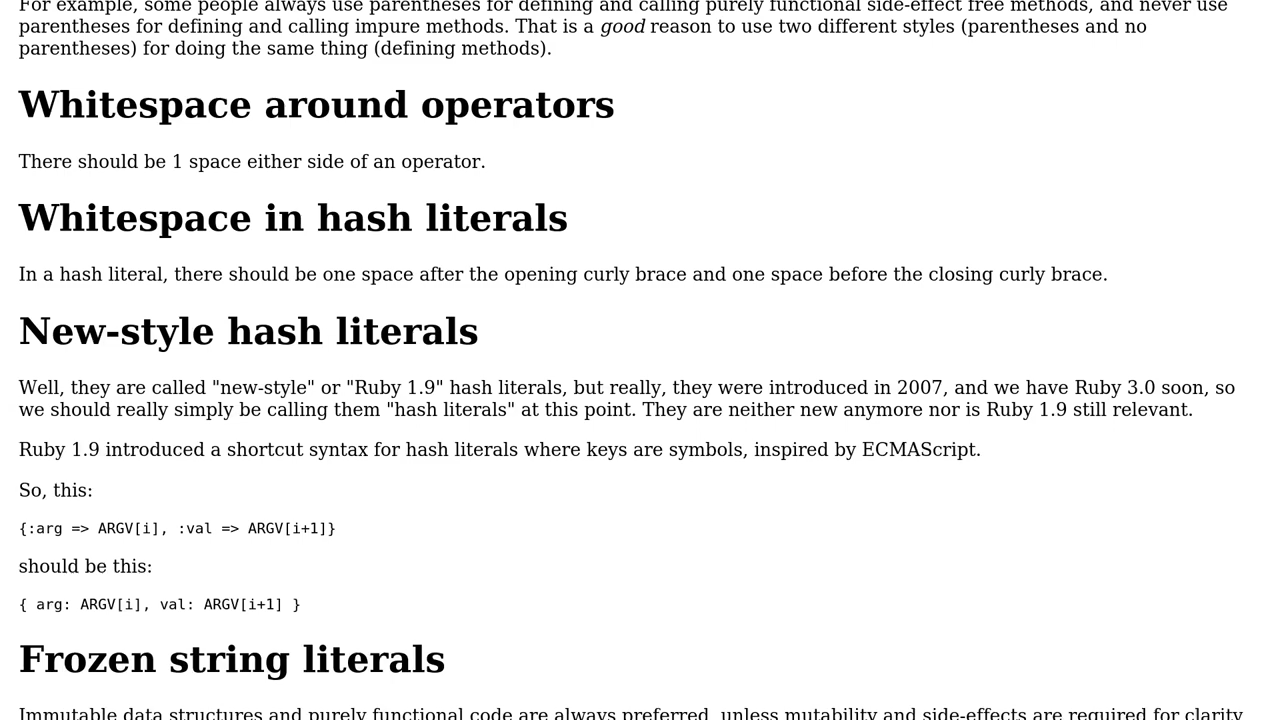 For example, some people always use parentheses for defining and calling purely functional side-effect free methods, and never use
parentheses for defining and calling impure methods. That is a good reason to use two different styles (parentheses and no
parentheses) for doing the same thing (defining methods).
Whitespace around operators
There should be 1 space either side of an operator.
Whitespace in hash literals
In a hash literal, there should be one space after the opening curly brace and one space before the closing curly brace.
New-style hash literals
Well, they are called "new-style" or "Ruby 1.9" hash literals, but really, they were introduced in 2007, and we have Ruby 3.0 soon, so
we should really simply be calling them "hash literals" at this point. They are neither new anymore nor is Ruby 1.9 still relevant.
Ruby 1.9 introduced a shortcut syntax for hash literals where keys are symbols, inspired by ECMAScript.
So, this:
{:arg => ARGV[i], :val => ARGV[i+1]}
should be this:
{ arg: ARGV[i], val: ARGV[i+1] }
Frozen string literals
Immutable data structures and purely functional code are always preferred, unless mutability and side-effects are required for clarity